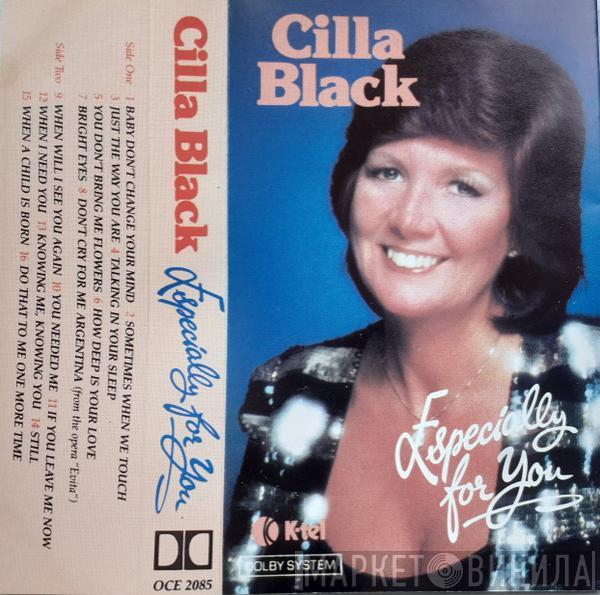 Cilla
Black
Especially
for You
K-tel
DOLBY SYSTEM
Cilla Black Especially for You
OCE 2085
Side One 1 BABY DON'T CHANGE YOUR MIND 2 SOMETIMES WHEN WE TOUCH
3 JUST THE WAY YOU ARE 4 TALKING IN YOUR SLEEP
5 YOU DON'T BRING ME FLOWERS 6 HOW DEEP IS YOUR LOVE
7 BRIGHT EYES 8 DON'T CRY FOR ME ARGENTINA (from the opera "Evita")
Side Two 9 WHEN WILL I SEE YOU AGAIN 10 YOU NEEDED ME 11 IF YOU LEAVE ME NOW
12 WHEN I NEED YOU 13 KNOWING ME, KNOWING YOU 14 STILL
15 WHEN A CHILD IS BORN 16 DO THAT TO ME ONE MORE TIME
МАРКЕТ ВИНИЛА